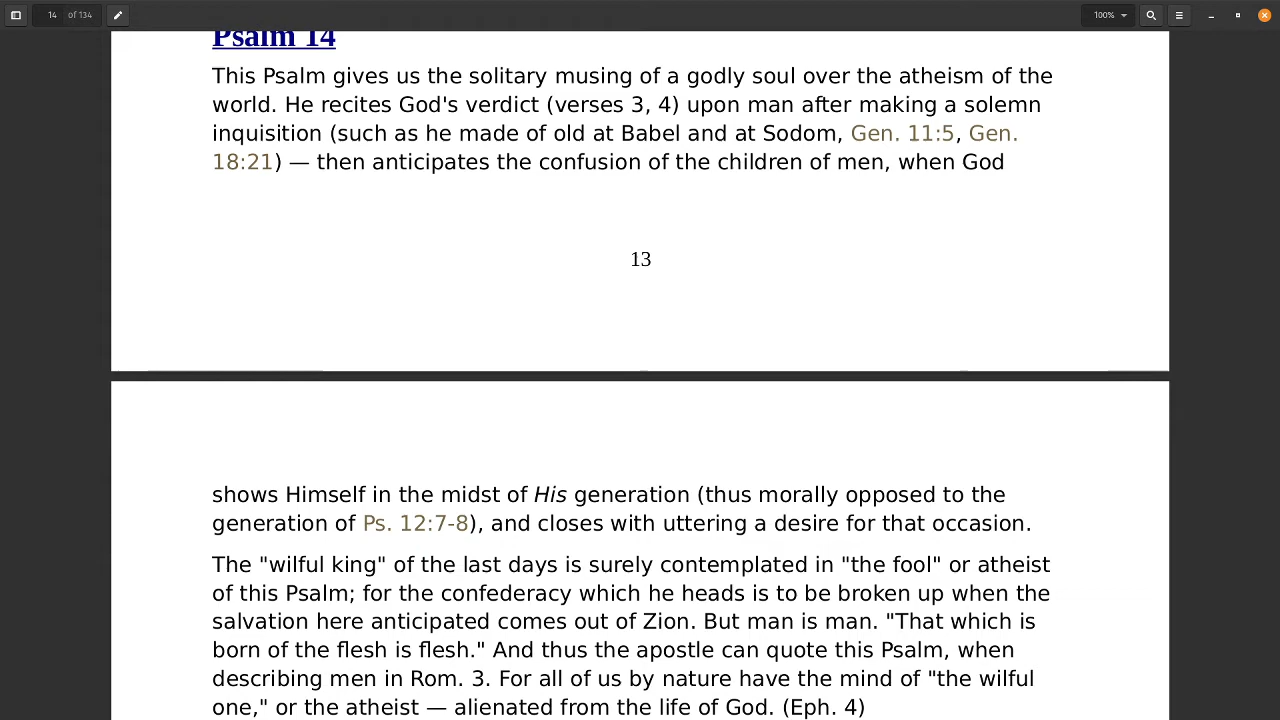 14 of 134
100%
Psalm 14
This Psalm gives us the solitary musing of a godly soul over the atheism of the
world. He recites God's verdict (verses 3, 4) upon man after making a solemn
inquisition (such as he made of old at Babel and at Sodom, Gen. 11:5, Gen.
18:21) — then anticipates the confusion of the children of men, when God
13
shows Himself in the midst of His generation (thus morally opposed to the
generation of Ps. 12:7-8), and closes with uttering a desire for that occasion.
The "wilful king" of the last days is surely contemplated in "the fool" or atheist
of this Psalm; for the confederacy which he heads is to be broken up when the
salvation here anticipated comes out of Zion. But man is man. "That which is
born of the flesh is flesh." And thus the apostle can quote this Psalm, when
describing men in Rom. 3. For all of us by nature have the mind of "the wilful
one," or the atheist — alienated from the life of God. (Eph. 4)